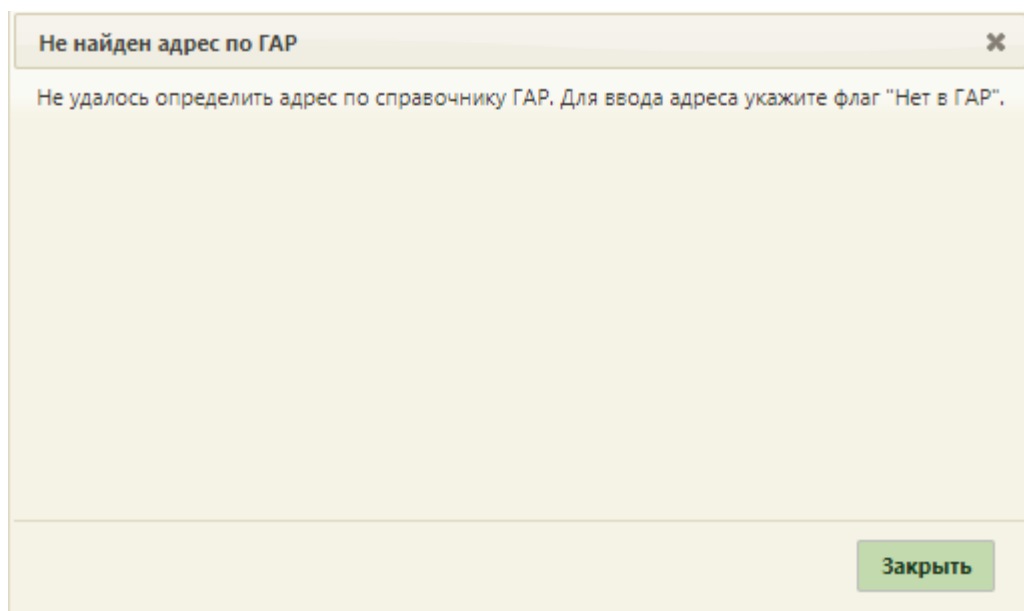 Не найден адрес по ГАР
Не удалось определить адрес по справочнику ГАР. Для ввода адреса укажите флаг "Нет в ГАР".
Закрыть